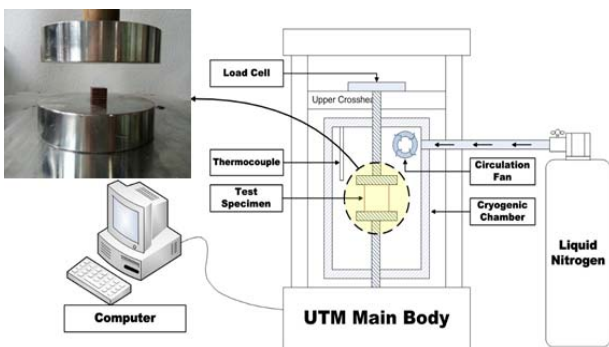 Load Cell
Upper Crosshea
Thermocouple
Circulation
Fan
Test
Specimen
Cryogenic
Chamber
Liquid
Nitrogen
Computer
UTM Main Body